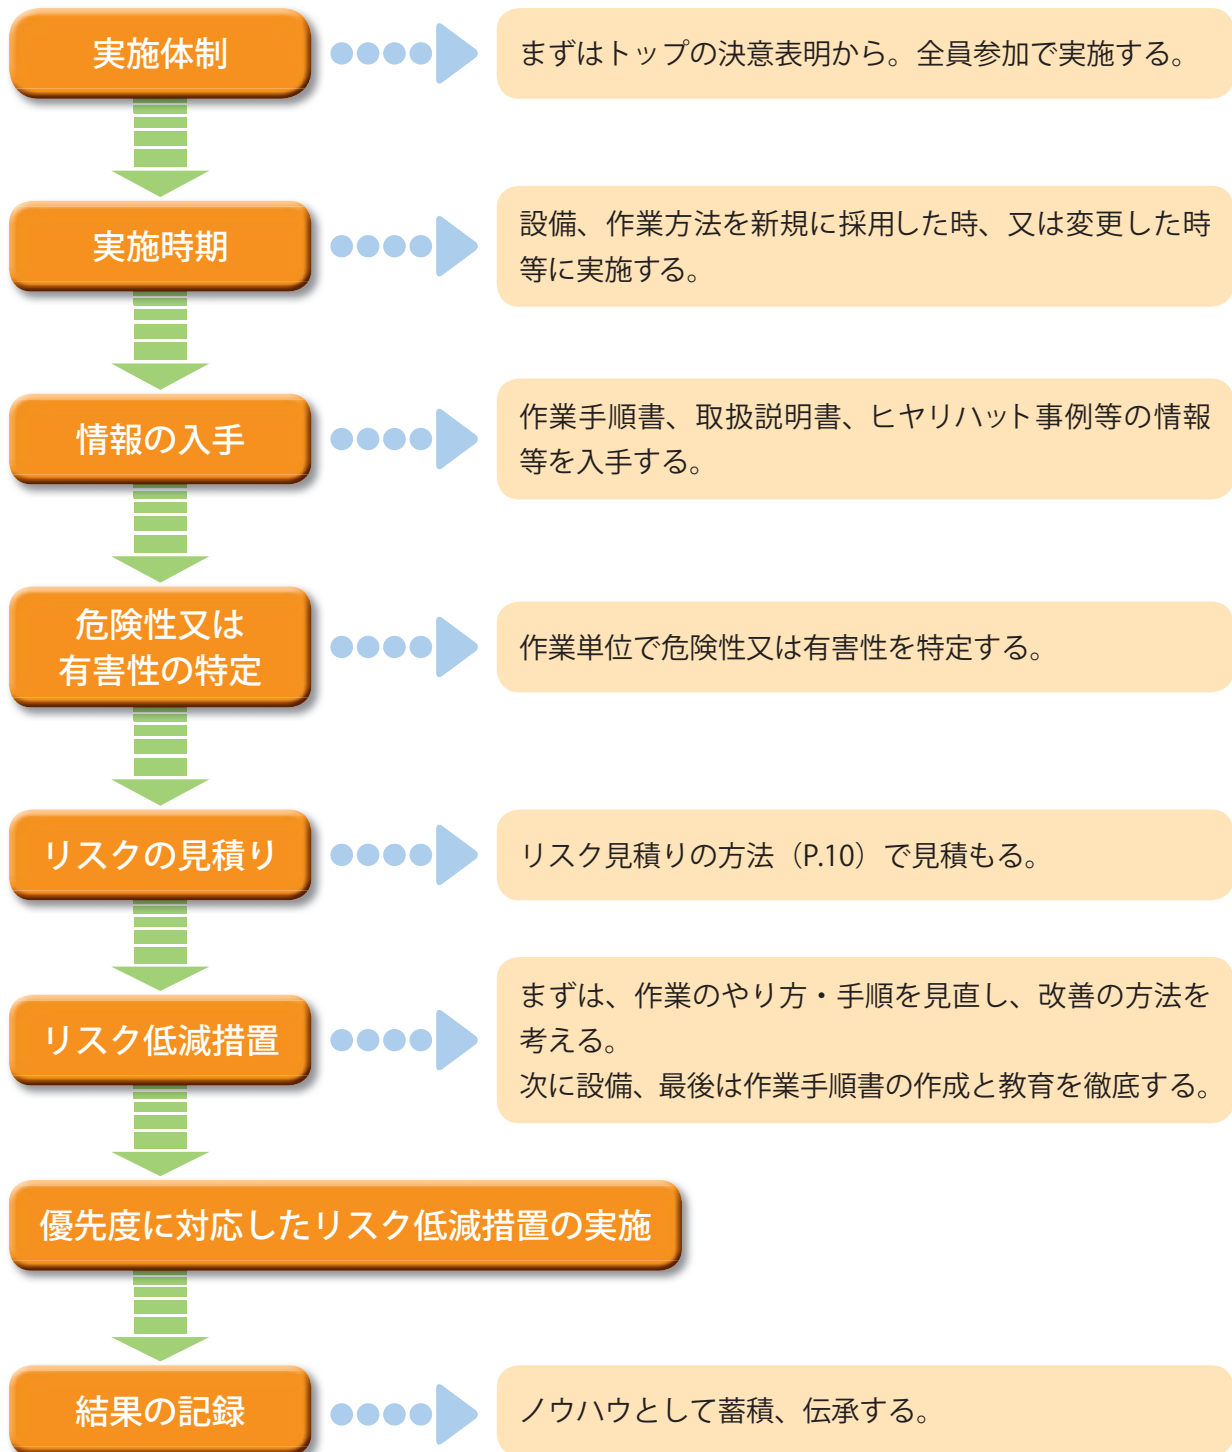 実施体制
まずはトップの決意表明から。全員参加で実施する。
実施時期
設備、作業方法を新規に採用した時、又は変更した時
等に実施する。
情報の入手
作業手順書、取扱説明書、ヒヤリハット事例等の情報
等を入手する。
危険性又は
有害性の特定
作業単位で危険性又は有害性を特定する。
リスクの見積り
リスク見積りの方法（P.10）で見積もる。
リスク低減措置
まずは、作業のやり方・手順を見直し、改善の方法を
考える。
次に設備、最後は作業手順書の作成と教育を徹底する。
優先度に対応したリスク低減措置の実施
結果の記録
ノウハウとして蓄積、伝承する。